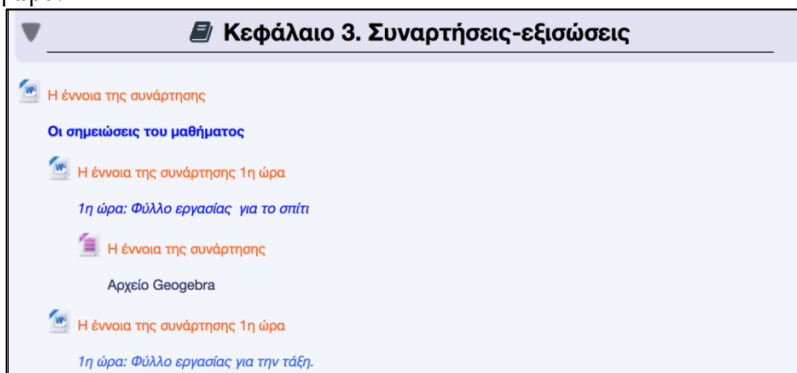 Κεφάλαιο 3. Συναρτήσεις-εξισώσεις
Η έννοια της συνάρτησης
Οι σημειώσεις του μαθήματος
Η έννοια της συνάρτησης 1η ώρα
1η ώρα: Φύλλο εργασίας για το σπίτι
Η έννοια της συνάρτησης
Αρχείο Geogebra
Η έννοια της συνάρτησης 1η ώρα
1η ώρα: Φύλλο εργασίας για την τάξη.